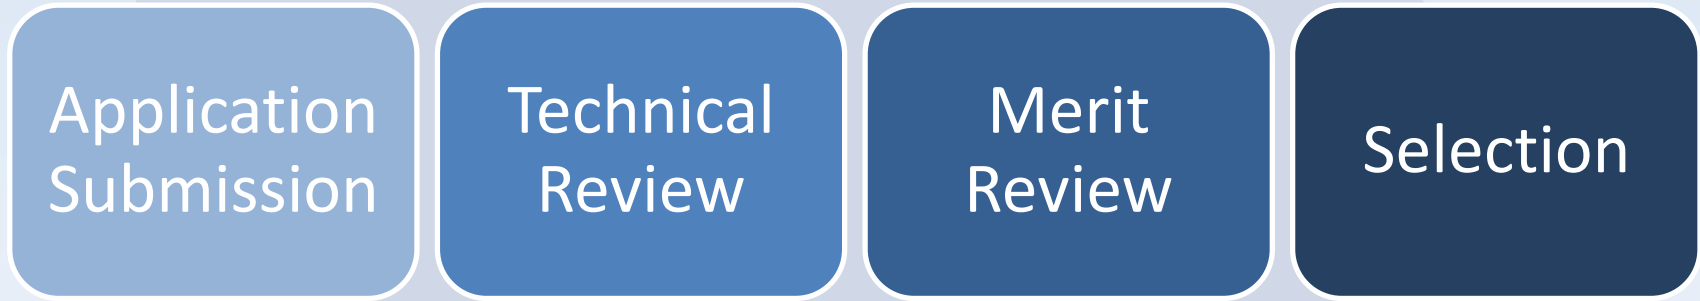 Application
Submission
Technical
Review
Merit
Review
Selection